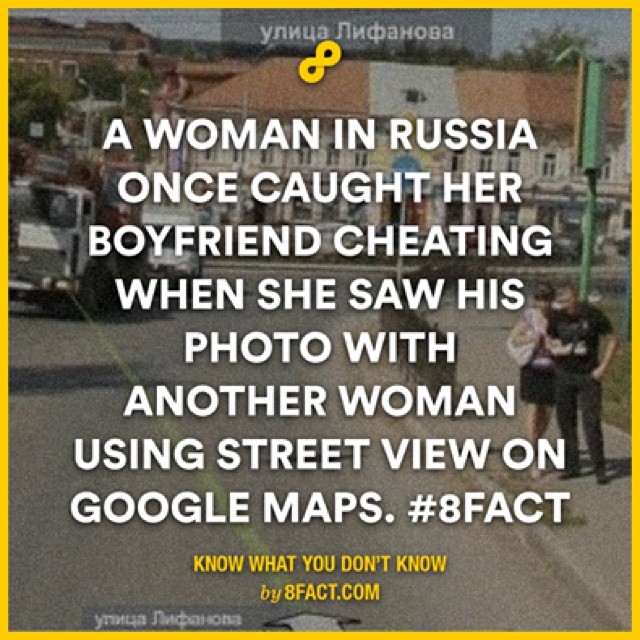 улица Лифанова
A WOMAN IN RUSSIA
ONCE CAUGHT HER
BOYFRIEND CHEATING
WHEN SHE SAW HIS
PHOTO WITH
ANOTHER WOMAN
USING STREET VIEW ON
GOOGLE MAPS. #8FACT
KNOW WHAT YOU DON'T KNOW
by 8FACT.COM
улица Лифанова